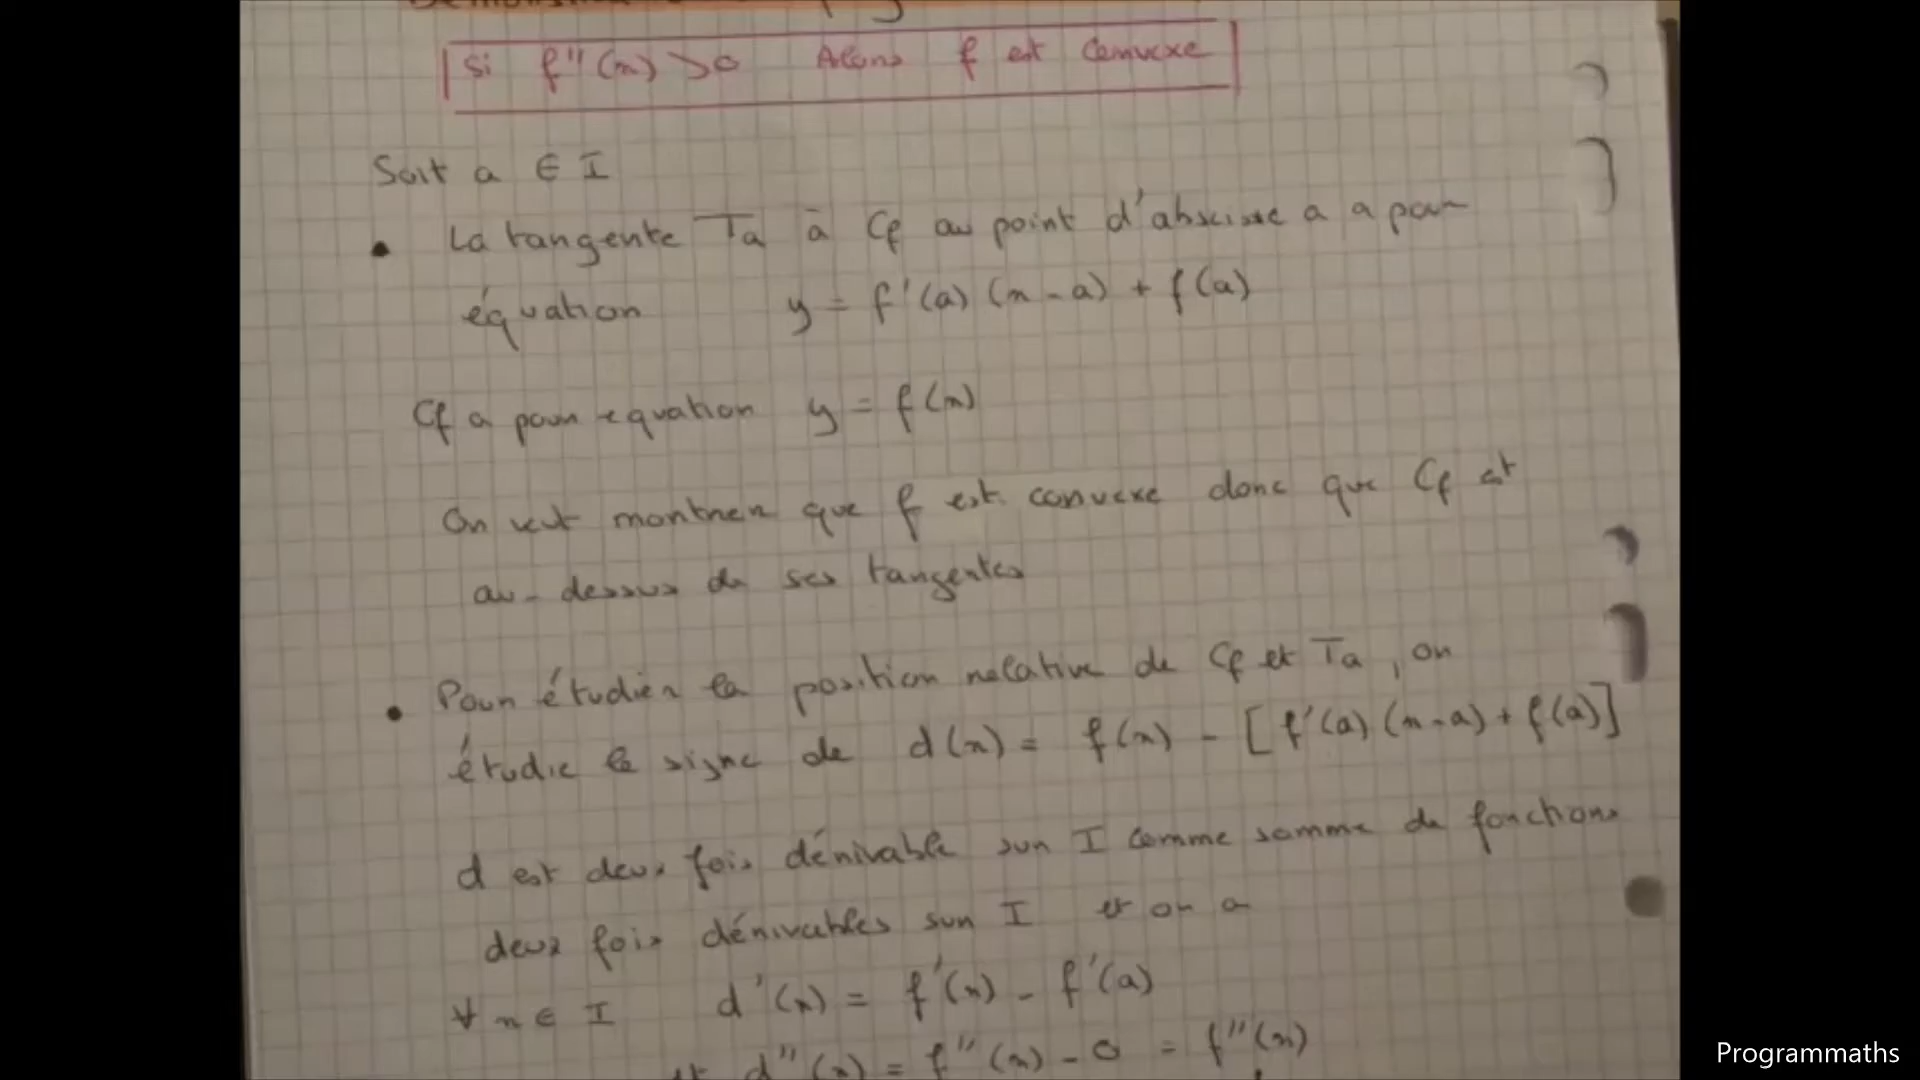 Si f''(x) > 0 Alors f est convexe
Soit a ∈ I
• La tangente Ta à Cf au point d'abscisse a a pour
équation y = f'(a) (x - a) + f(a)
Cf a pour equation y = f(x)
On veut montrer que f est convexe donc que Cf est
au-dessus de ses tangentes
• Pour étudier la position relative de Cf et Ta, on
étudie le signe de d(x) = f(x) - [f'(a) (x - a) + f(a)]
d est deux fois dérivable sur I comme somme de fonctions
deux fois dérivables sur I et on a
∀ x ∈ I d'(x) = f'(x) - f'(a)
et d''(x) = f''(x) - 0 = f''(x)
Programmaths